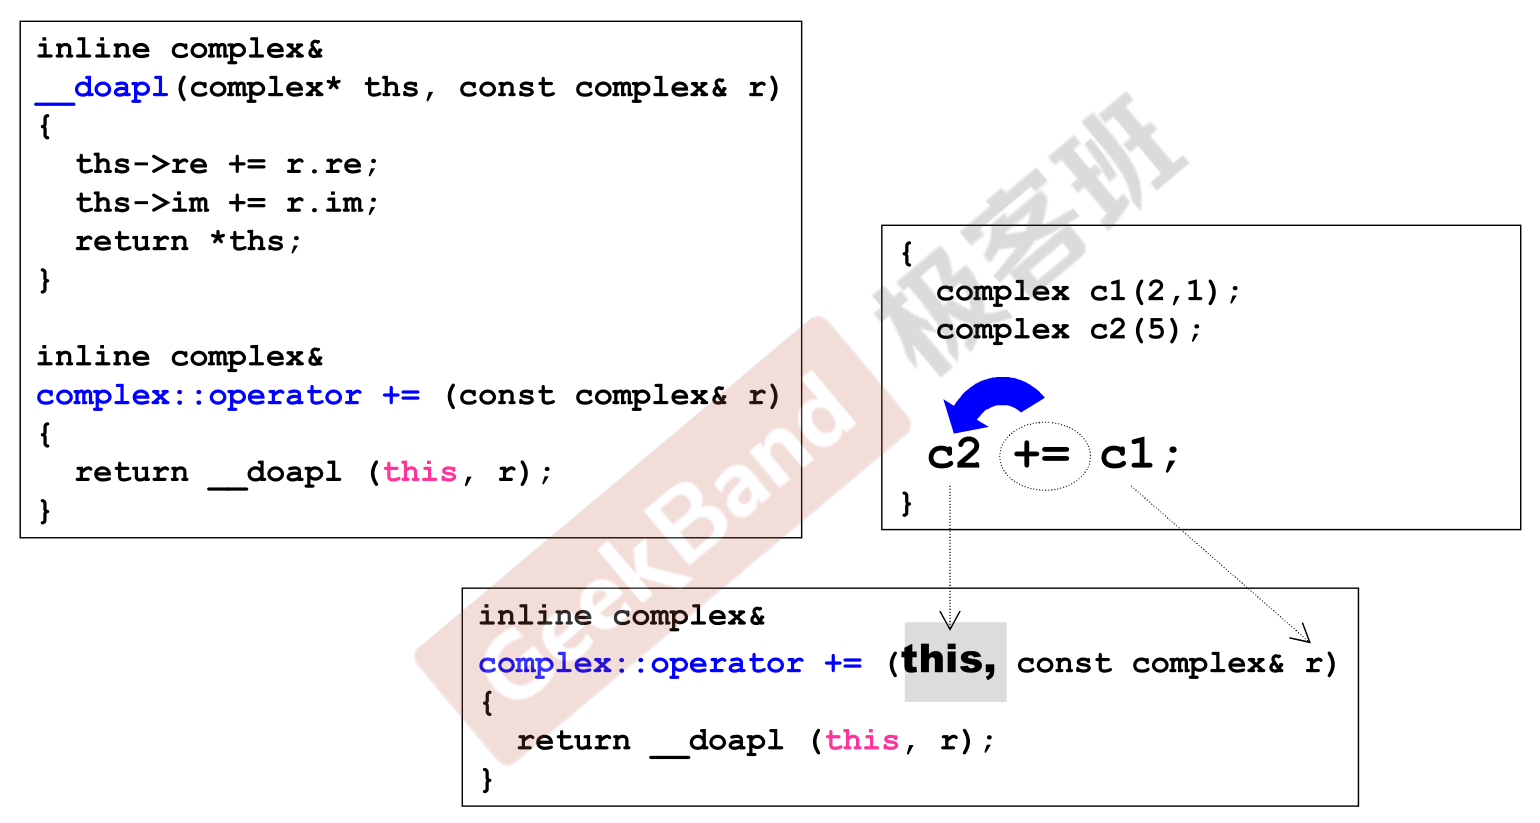 inline complex&
__doapl(complex* ths, const complex& r)
{
  ths->re += r.re;
  ths->im += r.im;
  return *ths;
}
inline complex&
complex::operator += (const complex& r)
{
  return __doapl (this, r);
}
{
  complex c1(2,1);
  complex c2(5);
  c2 += c1;
}
inline complex&
complex::operator += (this, const complex& r)
{
  return __doapl (this, r);
}
GeekBand 极客班